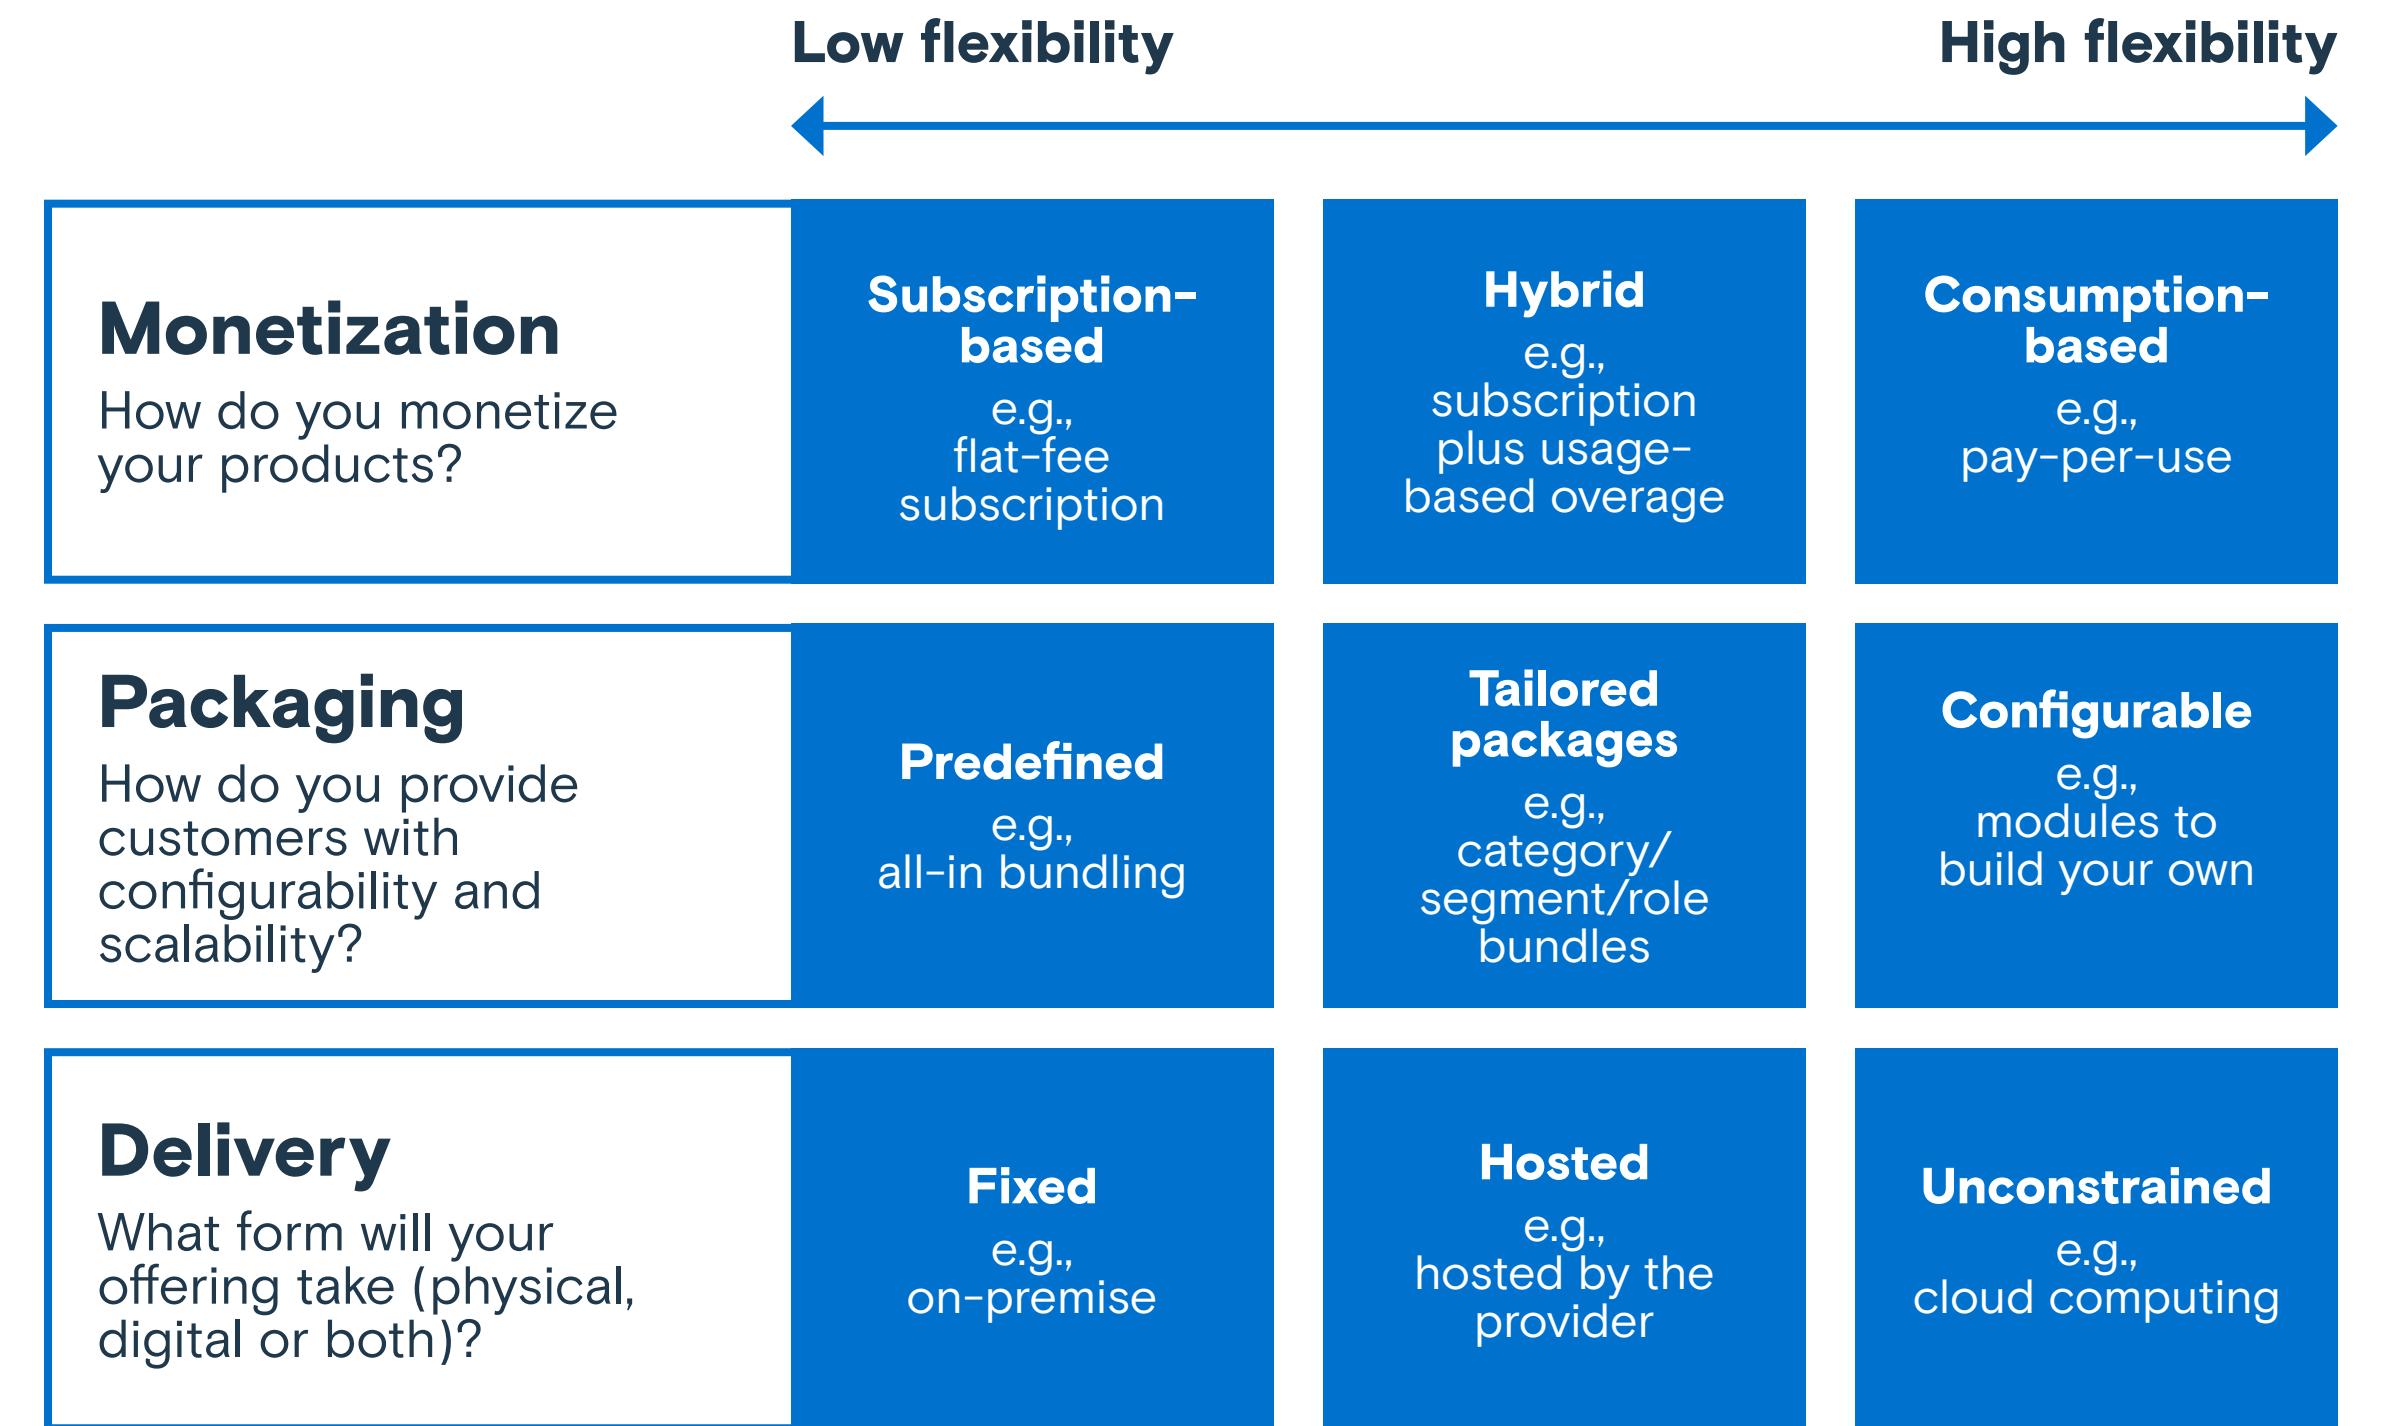 Low flexibility
High flexibility
Monetization
How do you monetize
your products?
Subscription-
based
e.g.,
flat-fee
subscription
Hybrid
e.g.,
subscription
plus usage-
based overage
Consumption-
based
e.g.,
pay-per-use
Packaging
How do you provide
customers with
configurability and
scalability?
Predefined
e.g.,
all-in bundling
Tailored
packages
e.g.,
category/
segment/role
bundles
Configurable
e.g.,
modules to
build your own
Delivery
What form will your
offering take (physical,
digital or both)?
Fixed
e.g.,
on-premise
Hosted
e.g.,
hosted by the
provider
Unconstrained
e.g.,
cloud computing